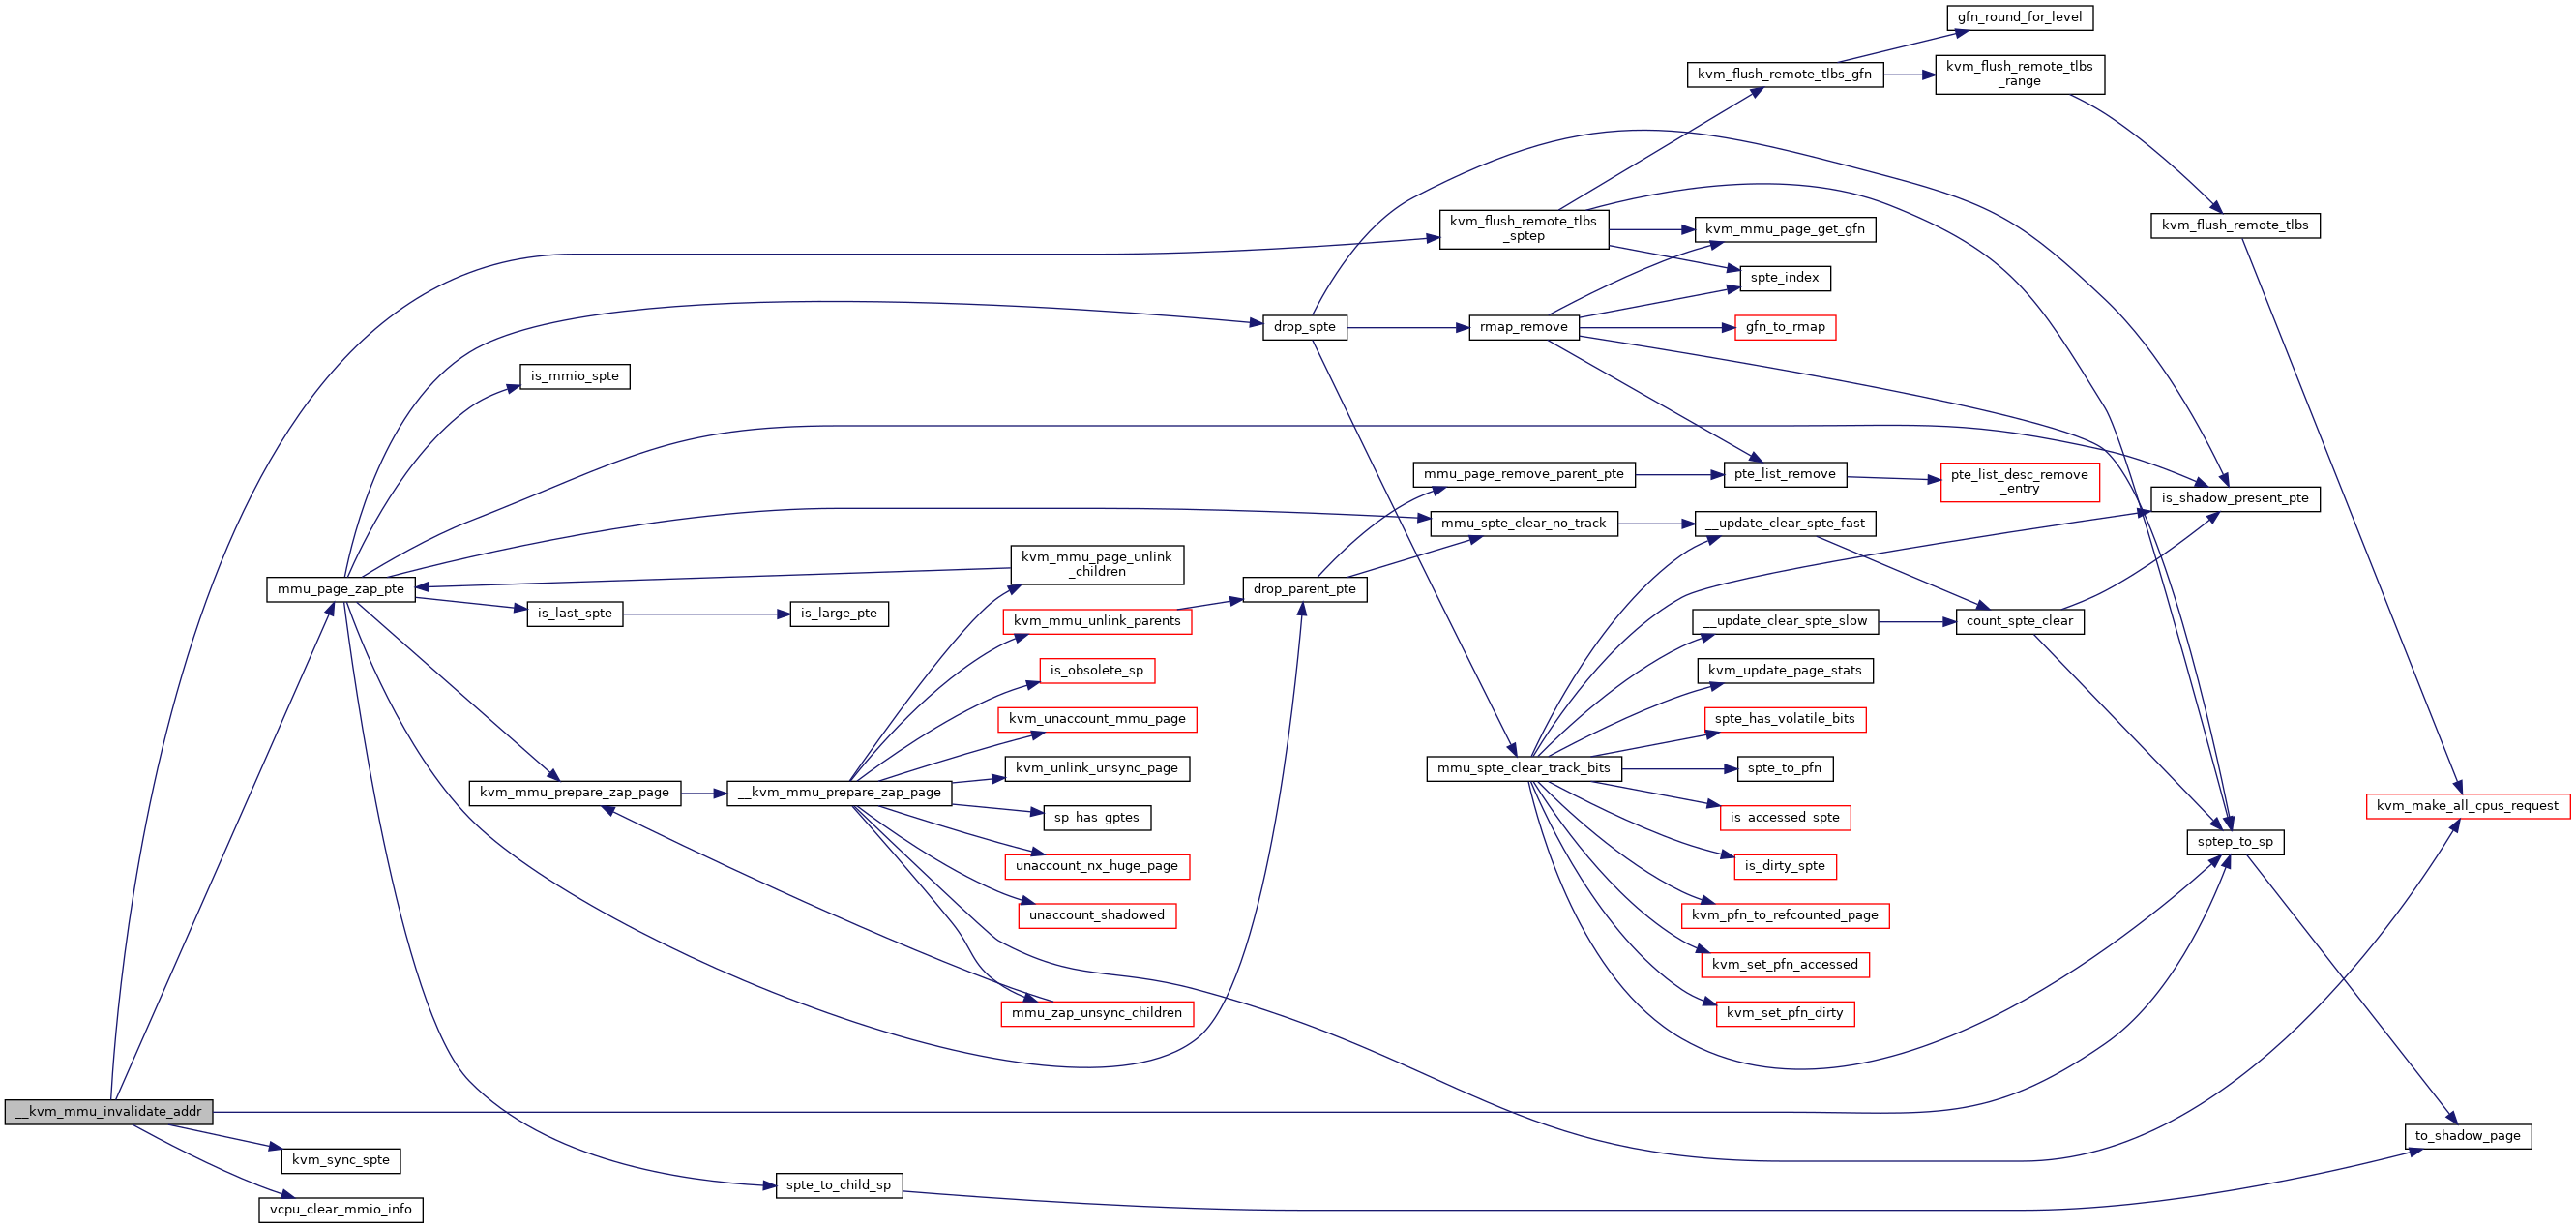 gfn_round_for_level
kvm_flush_remote_tlbs_gfn
kvm_flush_remote_tlbs
_range
kvm_flush_remote_tlbs
_sptep
kvm_mmu_page_get_gfn
kvm_flush_remote_tlbs
spte_index
drop_spte
rmap_remove
gfn_to_rmap
is_mmio_spte
mmu_page_remove_parent_pte
pte_list_remove
pte_list_desc_remove
_entry
is_shadow_present_pte
mmu_spte_clear_no_track
__update_clear_spte_fast
kvm_mmu_page_unlink
_children
mmu_page_zap_pte
drop_parent_pte
is_last_spte
is_large_pte
kvm_mmu_unlink_parents
__update_clear_spte_slow
count_spte_clear
is_obsolete_sp
kvm_update_page_stats
kvm_unaccount_mmu_page
spte_has_volatile_bits
kvm_unlink_unsync_page
mmu_spte_clear_track_bits
spte_to_pfn
kvm_mmu_prepare_zap_page
__kvm_mmu_prepare_zap_page
kvm_make_all_cpus_request
sp_has_gptes
is_accessed_spte
sptep_to_sp
unaccount_nx_huge_page
is_dirty_spte
unaccount_shadowed
kvm_pfn_to_refcounted_page
kvm_set_pfn_accessed
mmu_zap_unsync_children
kvm_set_pfn_dirty
__kvm_mmu_invalidate_addr
to_shadow_page
kvm_sync_spte
spte_to_child_sp
vcpu_clear_mmio_info